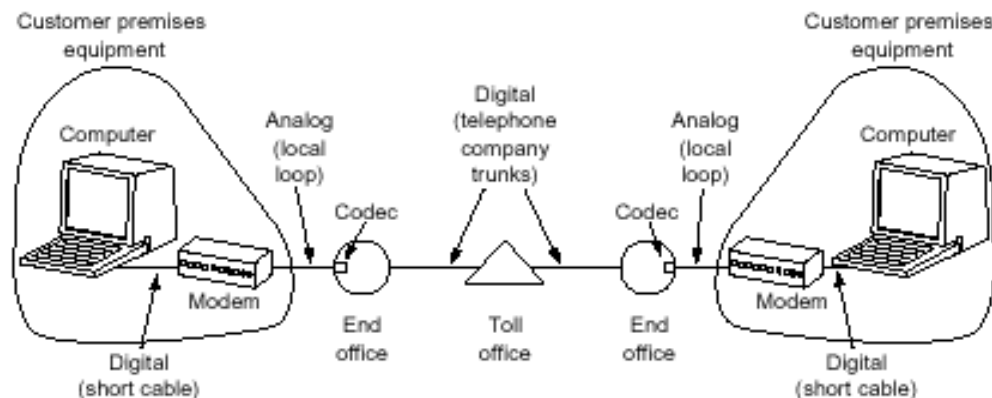 Customer premises
equipment
Customer premises
equipment
Computer
Analog
(local
loop)
Digital
(telephone
company
trunks)
Analog
(local
loop)
Computer
Codec
Codec
Modem
Modem
End
office
Toll
office
End
office
Digital
(short cable)
Digital
(short cable)